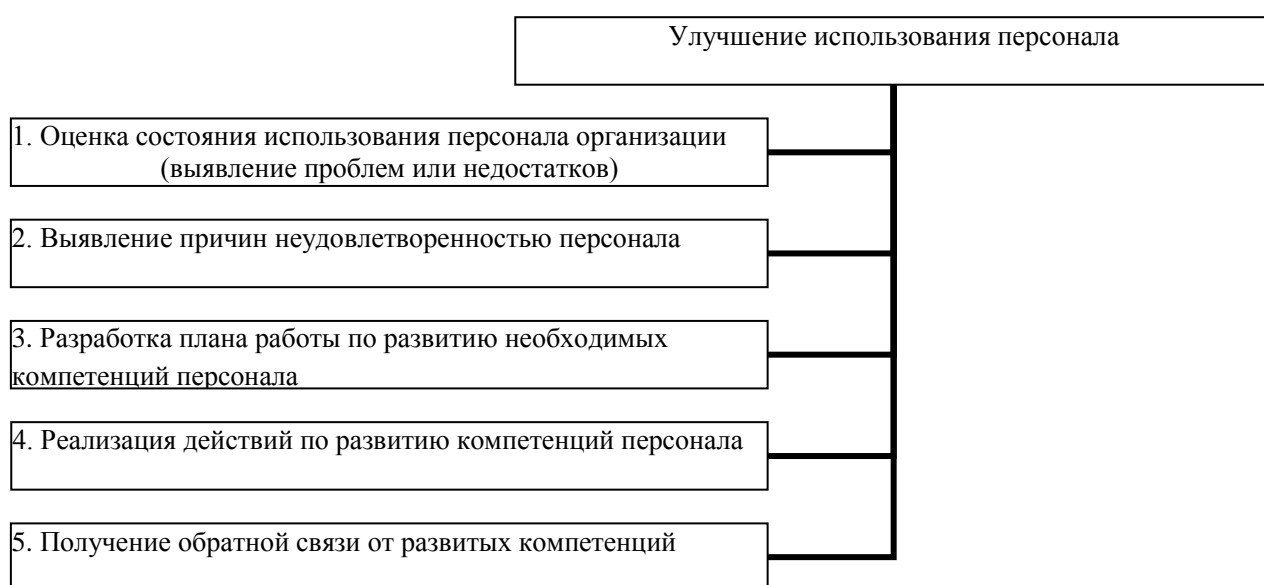 Улучшение использования персонала
1. Оценка состояния использования персонала организации
(выявление проблем или недостатков)
2. Выявление причин неудовлетворенностью персонала
3. Разработка плана работы по развитию необходимых
компетенций персонала
4. Реализация действий по развитию компетенций персонала
5. Получение обратной связи от развитых компетенций